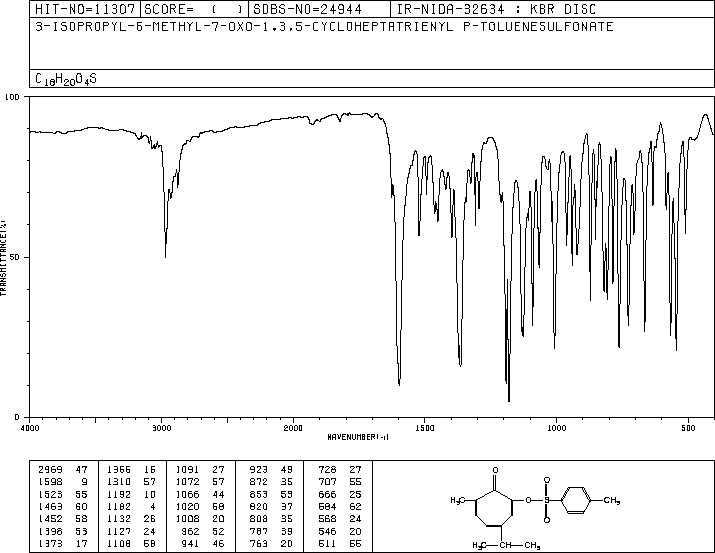 HIT-NO=11307 SCORE= ( ) SDBS-NO=24944 IR-NIDA-32634 : KBR DISC
3-ISOPROPYL-6-METHYL-7-OXO-1,3,5-CYCLOHEPTATRIENYL P-TOLUENESULFONATE
C18H20O4S
100
50
0
TRANSMITTANCE(%)
4000 3000 2000 1500 1000 500
WAVENUMBER(-1)
2969 47 1366 16 1091 27 923 49 728 27
1598 9 1310 57 1072 57 872 35 707 55
1523 55 1192 10 1066 44 853 53 666 25
1463 60 1182 4 1020 68 820 37 584 62
1452 58 1132 26 1008 20 808 35 568 24
1398 53 1127 24 962 52 787 39 546 20
1373 17 1108 58 941 46 763 20 511 55
O
O
H3C
O
S
CH3
O
H3C
CH
CH3